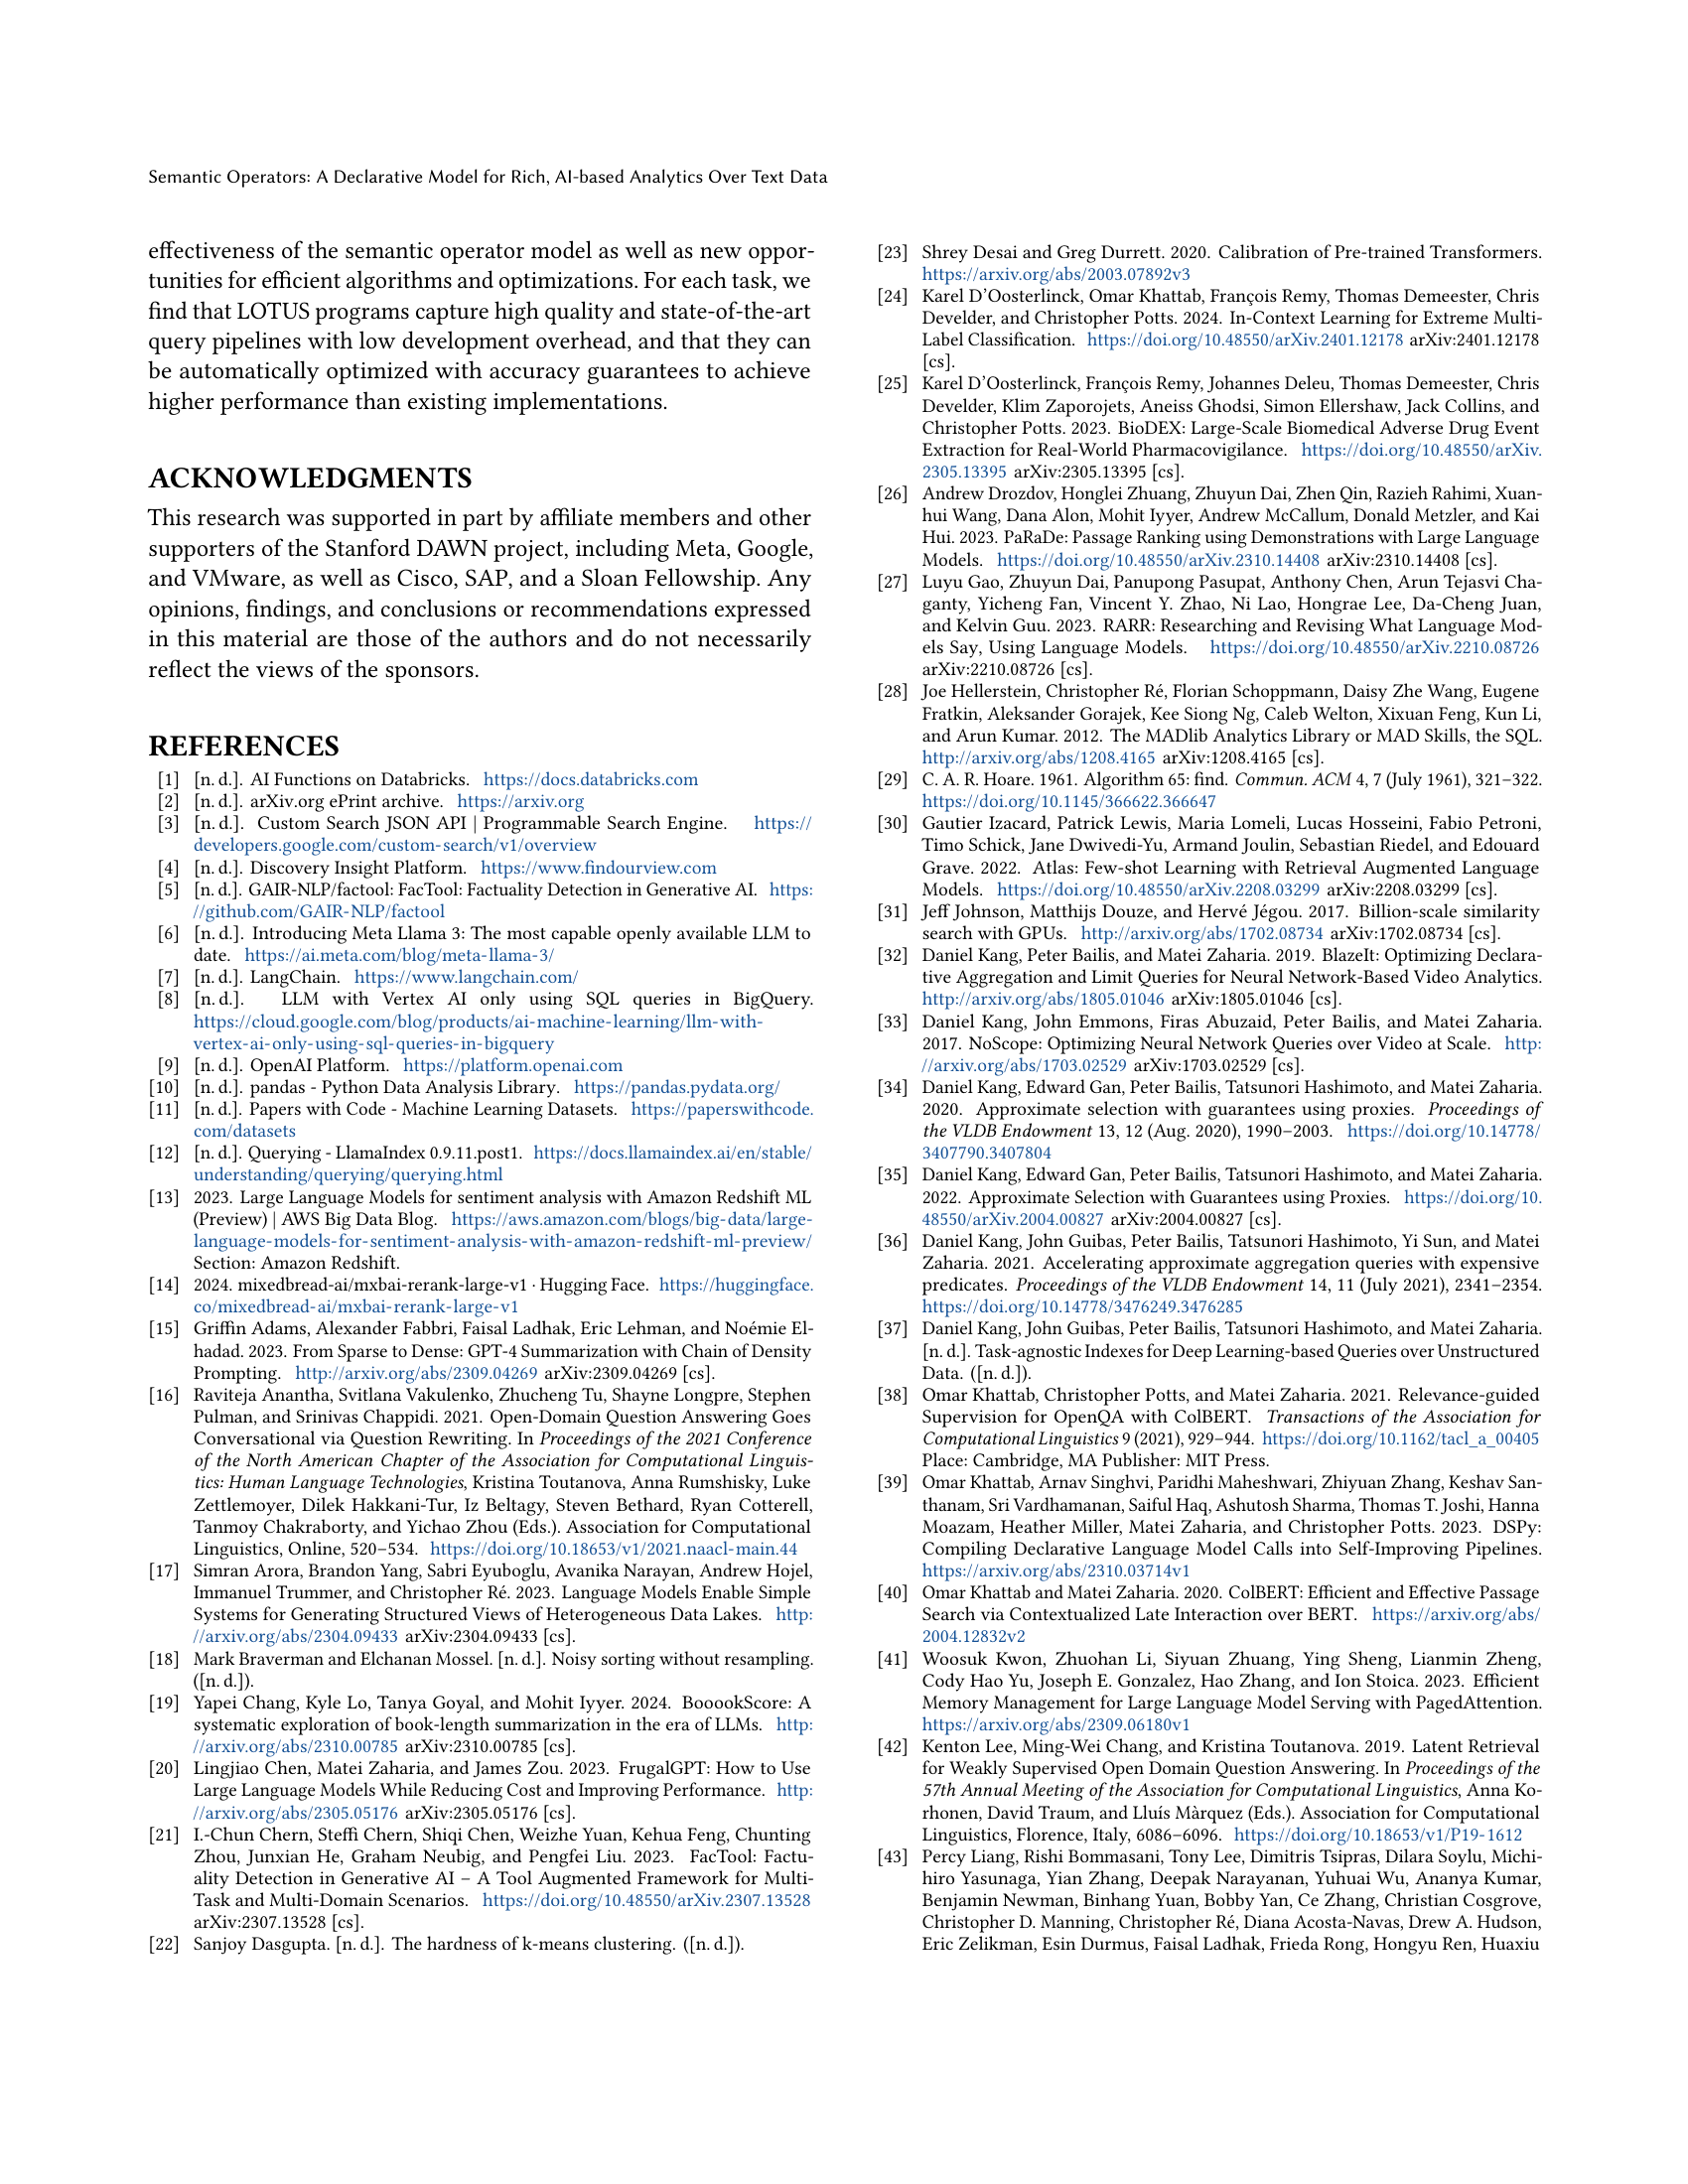 Semantic Operators: A Declarative Model for Rich, AI-based Analytics Over Text Data
effectiveness of the semantic operator model as well as new oppor-
tunities for efficient algorithms and optimizations. For each task, we
find that LOTUS programs capture high quality and state-of-the-art
query pipelines with low development overhead, and that they can
be automatically optimized with accuracy guarantees to achieve
higher performance than existing implementations.
ACKNOWLEDGMENTS
This research was supported in part by affiliate members and other
supporters of the Stanford DAWN project, including Meta, Google,
and VMware, as well as Cisco, SAP, and a Sloan Fellowship. Any
opinions, findings, and conclusions or recommendations expressed
in this material are those of the authors and do not necessarily
reflect the views of the sponsors.
REFERENCES
[1] [n. d.]. AI Functions on Databricks. https://docs.databricks.com
[2] [n. d.]. arXiv.org ePrint archive. https://arxiv.org
[3] [n. d.]. Custom Search JSON API | Programmable Search Engine. https://
developers.google.com/custom-search/v1/overview
[4] [n. d.]. Discovery Insight Platform. https://www.findourview.com
[5] [n. d.]. GAIR-NLP/factool: FacTool: Factuality Detection in Generative AI. https:
//github.com/GAIR-NLP/factool
[6] [n. d.]. Introducing Meta Llama 3: The most capable openly available LLM to
date. https://ai.meta.com/blog/meta-llama-3/
[7] [n. d.]. LangChain. https://www.langchain.com/
[8] [n. d.]. LLM with Vertex AI only using SQL queries in BigQuery.
https://cloud.google.com/blog/products/ai-machine-learning/llm-with-
vertex-ai-only-using-sql-queries-in-bigquery
[9] [n. d.]. OpenAI Platform. https://platform.openai.com
[10] [n. d.]. pandas - Python Data Analysis Library. https://pandas.pydata.org/
[11] [n. d.]. Papers with Code - Machine Learning Datasets. https://paperswithcode.
com/datasets
[12] [n. d.]. Querying - LlamaIndex 0.9.11.post1. https://docs.llamaindex.ai/en/stable/
understanding/querying/querying.html
[13] 2023. Large Language Models for sentiment analysis with Amazon Redshift ML
(Preview) | AWS Big Data Blog. https://aws.amazon.com/blogs/big-data/large-
language-models-for-sentiment-analysis-with-amazon-redshift-ml-preview/
Section: Amazon Redshift.
[14] 2024. mixedbread-ai/mxbai-rerank-large-v1 · Hugging Face. https://huggingface.
co/mixedbread-ai/mxbai-rerank-large-v1
[15] Griffin Adams, Alexander Fabbri, Faisal Ladhak, Eric Lehman, and Noémie El-
hadad. 2023. From Sparse to Dense: GPT-4 Summarization with Chain of Density
Prompting. http://arxiv.org/abs/2309.04269 arXiv:2309.04269 [cs].
[16] Raviteja Anantha, Svitlana Vakulenko, Zhucheng Tu, Shayne Longpre, Stephen
Pulman, and Srinivas Chappidi. 2021. Open-Domain Question Answering Goes
Conversational via Question Rewriting. In Proceedings of the 2021 Conference
of the North American Chapter of the Association for Computational Linguis-
tics: Human Language Technologies, Kristina Toutanova, Anna Rumshisky, Luke
Zettlemoyer, Dilek Hakkani-Tur, Iz Beltagy, Steven Bethard, Ryan Cotterell,
Tanmoy Chakraborty, and Yichao Zhou (Eds.). Association for Computational
Linguistics, Online, 520–534. https://doi.org/10.18653/v1/2021.naacl-main.44
[17] Simran Arora, Brandon Yang, Sabri Eyuboglu, Avanika Narayan, Andrew Hojel,
Immanuel Trummer, and Christopher Ré. 2023. Language Models Enable Simple
Systems for Generating Structured Views of Heterogeneous Data Lakes. http:
//arxiv.org/abs/2304.09433 arXiv:2304.09433 [cs].
[18] Mark Braverman and Elchanan Mossel. [n. d.]. Noisy sorting without resampling.
([n. d.]).
[19] Yapei Chang, Kyle Lo, Tanya Goyal, and Mohit Iyyer. 2024. BooookScore: A
systematic exploration of book-length summarization in the era of LLMs. http:
//arxiv.org/abs/2310.00785 arXiv:2310.00785 [cs].
[20] Lingjiao Chen, Matei Zaharia, and James Zou. 2023. FrugalGPT: How to Use
Large Language Models While Reducing Cost and Improving Performance. http:
//arxiv.org/abs/2305.05176 arXiv:2305.05176 [cs].
[21] I.-Chun Chern, Steffi Chern, Shiqi Chen, Weizhe Yuan, Kehua Feng, Chunting
Zhou, Junxian He, Graham Neubig, and Pengfei Liu. 2023. FacTool: Factu-
ality Detection in Generative AI – A Tool Augmented Framework for Multi-
Task and Multi-Domain Scenarios. https://doi.org/10.48550/arXiv.2307.13528
arXiv:2307.13528 [cs].
[22] Sanjoy Dasgupta. [n. d.]. The hardness of k-means clustering. ([n. d.]).
[23] Shrey Desai and Greg Durrett. 2020. Calibration of Pre-trained Transformers.
https://arxiv.org/abs/2003.07892v3
[24] Karel D'Oosterlinck, Omar Khattab, François Remy, Thomas Demeester, Chris
Develder, and Christopher Potts. 2024. In-Context Learning for Extreme Multi-
Label Classification. https://doi.org/10.48550/arXiv.2401.12178 arXiv:2401.12178
[cs].
[25] Karel D'Oosterlinck, François Remy, Johannes Deleu, Thomas Demeester, Chris
Develder, Klim Zaporojets, Aneiss Ghodsi, Simon Ellershaw, Jack Collins, and
Christopher Potts. 2023. BioDEX: Large-Scale Biomedical Adverse Drug Event
Extraction for Real-World Pharmacovigilance. https://doi.org/10.48550/arXiv.
2305.13395 arXiv:2305.13395 [cs].
[26] Andrew Drozdov, Honglei Zhuang, Zhuyun Dai, Zhen Qin, Razieh Rahimi, Xuan-
hui Wang, Dana Alon, Mohit Iyyer, Andrew McCallum, Donald Metzler, and Kai
Hui. 2023. PaRaDe: Passage Ranking using Demonstrations with Large Language
Models. https://doi.org/10.48550/arXiv.2310.14408 arXiv:2310.14408 [cs].
[27] Luyu Gao, Zhuyun Dai, Panupong Pasupat, Anthony Chen, Arun Tejasvi Cha-
ganty, Yicheng Fan, Vincent Y. Zhao, Ni Lao, Hongrae Lee, Da-Cheng Juan,
and Kelvin Guu. 2023. RARR: Researching and Revising What Language Mod-
els Say, Using Language Models. https://doi.org/10.48550/arXiv.2210.08726
arXiv:2210.08726 [cs].
[28] Joe Hellerstein, Christopher Ré, Florian Schoppmann, Daisy Zhe Wang, Eugene
Fratkin, Aleksander Gorajek, Kee Siong Ng, Caleb Welton, Xixuan Feng, Kun Li,
and Arun Kumar. 2012. The MADlib Analytics Library or MAD Skills, the SQL.
http://arxiv.org/abs/1208.4165 arXiv:1208.4165 [cs].
[29] C. A. R. Hoare. 1961. Algorithm 65: find. Commun. ACM 4, 7 (July 1961), 321–322.
https://doi.org/10.1145/366622.366647
[30] Gautier Izacard, Patrick Lewis, Maria Lomeli, Lucas Hosseini, Fabio Petroni,
Timo Schick, Jane Dwivedi-Yu, Armand Joulin, Sebastian Riedel, and Edouard
Grave. 2022. Atlas: Few-shot Learning with Retrieval Augmented Language
Models. https://doi.org/10.48550/arXiv.2208.03299 arXiv:2208.03299 [cs].
[31] Jeff Johnson, Matthijs Douze, and Hervé Jégou. 2017. Billion-scale similarity
search with GPUs. http://arxiv.org/abs/1702.08734 arXiv:1702.08734 [cs].
[32] Daniel Kang, Peter Bailis, and Matei Zaharia. 2019. BlazeIt: Optimizing Declara-
tive Aggregation and Limit Queries for Neural Network-Based Video Analytics.
http://arxiv.org/abs/1805.01046 arXiv:1805.01046 [cs].
[33] Daniel Kang, John Emmons, Firas Abuzaid, Peter Bailis, and Matei Zaharia.
2017. NoScope: Optimizing Neural Network Queries over Video at Scale. http:
//arxiv.org/abs/1703.02529 arXiv:1703.02529 [cs].
[34] Daniel Kang, Edward Gan, Peter Bailis, Tatsunori Hashimoto, and Matei Zaharia.
2020. Approximate selection with guarantees using proxies. Proceedings of
the VLDB Endowment 13, 12 (Aug. 2020), 1990–2003. https://doi.org/10.14778/
3407790.3407804
[35] Daniel Kang, Edward Gan, Peter Bailis, Tatsunori Hashimoto, and Matei Zaharia.
2022. Approximate Selection with Guarantees using Proxies. https://doi.org/10.
48550/arXiv.2004.00827 arXiv:2004.00827 [cs].
[36] Daniel Kang, John Guibas, Peter Bailis, Tatsunori Hashimoto, Yi Sun, and Matei
Zaharia. 2021. Accelerating approximate aggregation queries with expensive
predicates. Proceedings of the VLDB Endowment 14, 11 (July 2021), 2341–2354.
https://doi.org/10.14778/3476249.3476285
[37] Daniel Kang, John Guibas, Peter Bailis, Tatsunori Hashimoto, and Matei Zaharia.
[n. d.]. Task-agnostic Indexes for Deep Learning-based Queries over Unstructured
Data. ([n. d.]).
[38] Omar Khattab, Christopher Potts, and Matei Zaharia. 2021. Relevance-guided
Supervision for OpenQA with ColBERT. Transactions of the Association for
Computational Linguistics 9 (2021), 929–944. https://doi.org/10.1162/tacl_a_00405
Place: Cambridge, MA Publisher: MIT Press.
[39] Omar Khattab, Arnav Singhvi, Paridhi Maheshwari, Zhiyuan Zhang, Keshav San-
thanam, Sri Vardhamanan, Saiful Haq, Ashutosh Sharma, Thomas T. Joshi, Hanna
Moazam, Heather Miller, Matei Zaharia, and Christopher Potts. 2023. DSPy:
Compiling Declarative Language Model Calls into Self-Improving Pipelines.
https://arxiv.org/abs/2310.03714v1
[40] Omar Khattab and Matei Zaharia. 2020. ColBERT: Efficient and Effective Passage
Search via Contextualized Late Interaction over BERT. https://arxiv.org/abs/
2004.12832v2
[41] Woosuk Kwon, Zhuohan Li, Siyuan Zhuang, Ying Sheng, Lianmin Zheng,
Cody Hao Yu, Joseph E. Gonzalez, Hao Zhang, and Ion Stoica. 2023. Efficient
Memory Management for Large Language Model Serving with PagedAttention.
https://arxiv.org/abs/2309.06180v1
[42] Kenton Lee, Ming-Wei Chang, and Kristina Toutanova. 2019. Latent Retrieval
for Weakly Supervised Open Domain Question Answering. In Proceedings of the
57th Annual Meeting of the Association for Computational Linguistics, Anna Ko-
rhonen, David Traum, and Lluís Màrquez (Eds.). Association for Computational
Linguistics, Florence, Italy, 6086–6096. https://doi.org/10.18653/v1/P19-1612
[43] Percy Liang, Rishi Bommasani, Tony Lee, Dimitris Tsipras, Dilara Soylu, Michi-
hiro Yasunaga, Yian Zhang, Deepak Narayanan, Yuhuai Wu, Ananya Kumar,
Benjamin Newman, Binhang Yuan, Bobby Yan, Ce Zhang, Christian Cosgrove,
Christopher D. Manning, Christopher Ré, Diana Acosta-Navas, Drew A. Hudson,
Eric Zelikman, Esin Durmus, Faisal Ladhak, Frieda Rong, Hongyu Ren, Huaxiu